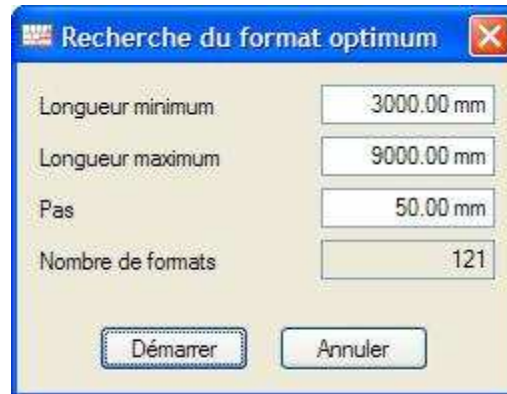 Recherche du format optimum
Longueur minimum 3000.00 mm
Longueur maximum 9000.00 mm
Pas 50.00 mm
Nombre de formats 121
Démarrer Annuler